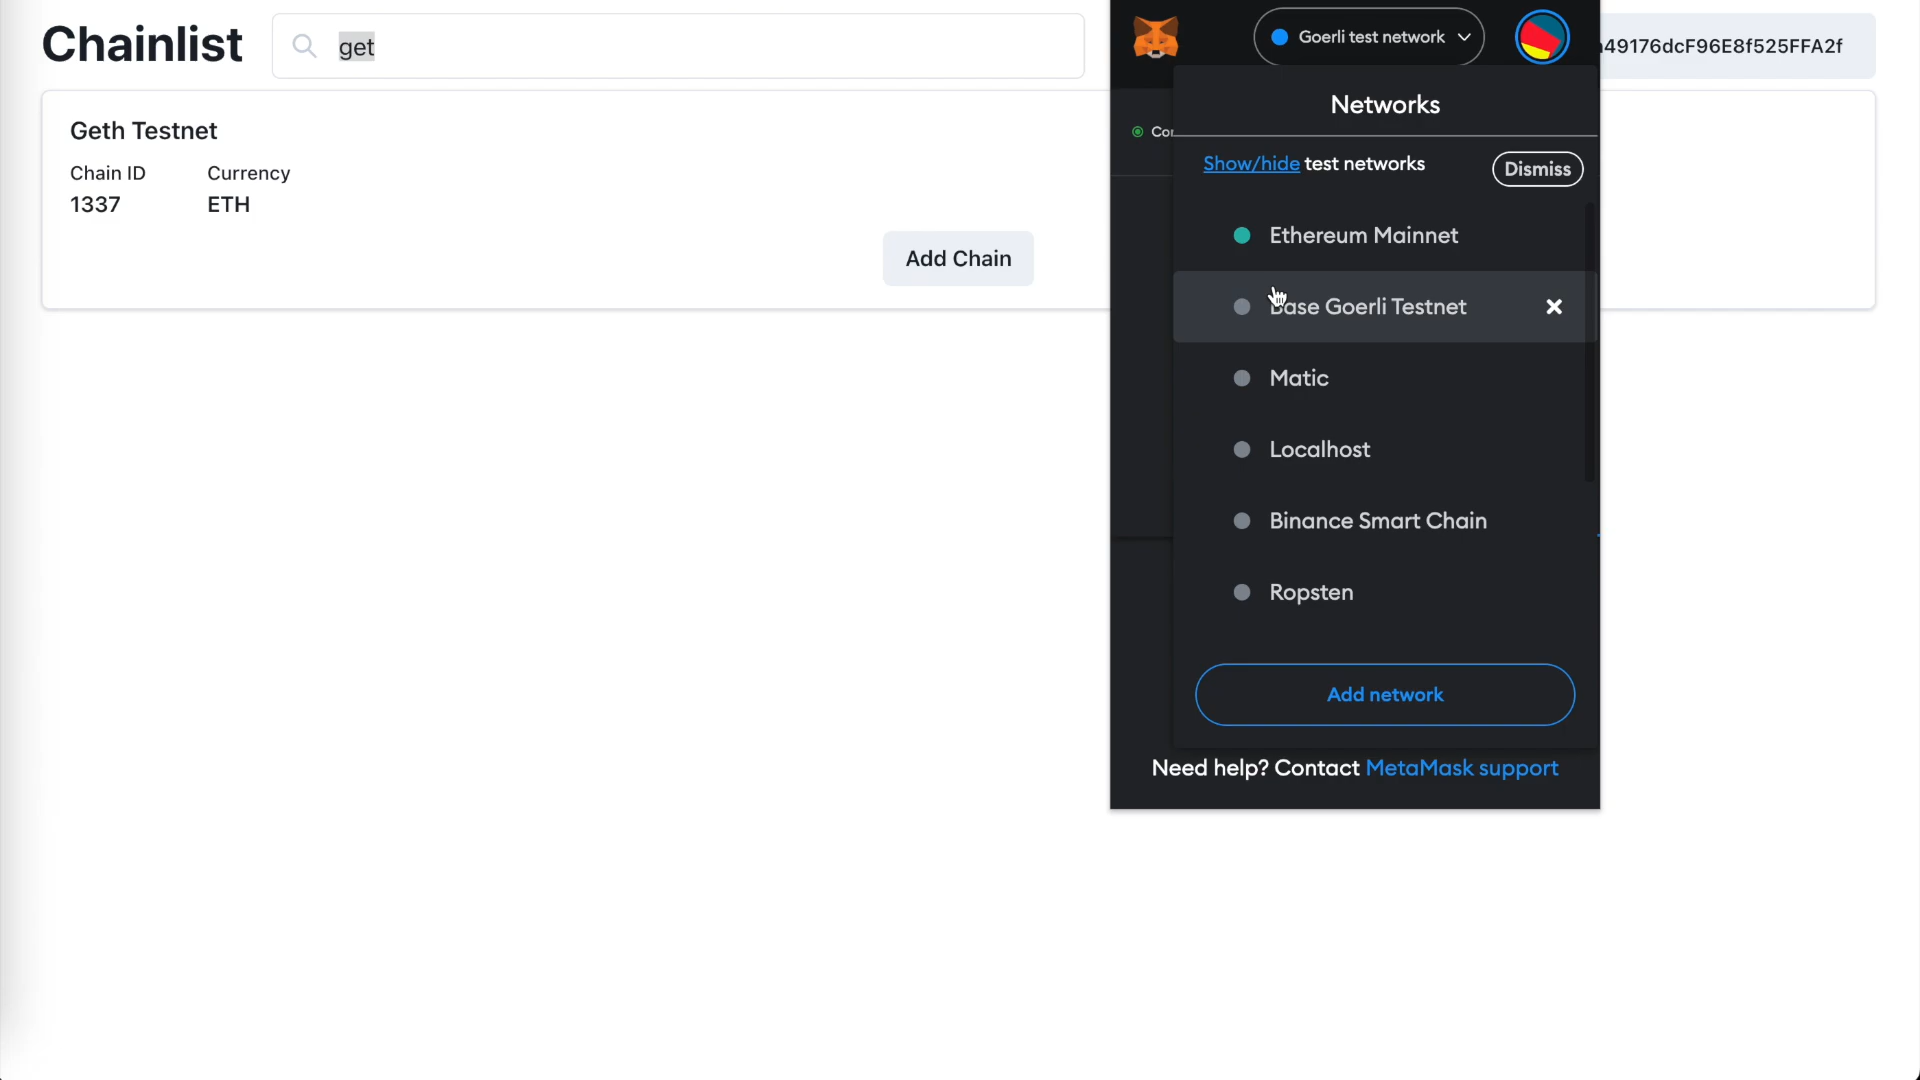 Chainlist
get
Geth Testnet
Chain ID Currency
1337 ETH
Add Chain
Goerli test network
49176dcF96E8f525FFA2f
Networks
Show/hide test networks
Dismiss
Ethereum Mainnet
Base Goerli Testnet
Matic
Localhost
Binance Smart Chain
Ropsten
Add network
Need help? Contact MetaMask support